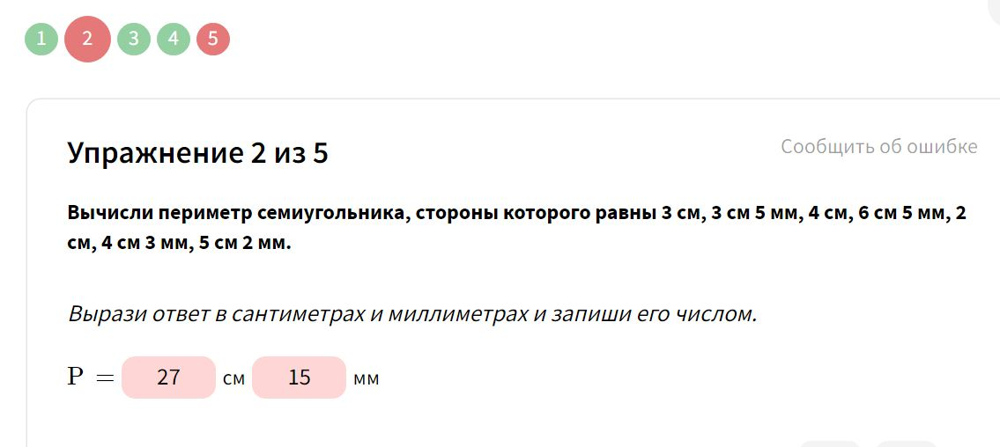 1 2 3 4 5
Упражнение 2 из 5
Сообщить об ошибке
Вычисли периметр семиугольника, стороны которого равны 3 см, 3 см 5 мм, 4 см, 6 см 5 мм, 2
см, 4 см 3 мм, 5 см 2 мм.
Вырази ответ в сантиметрах и миллиметрах и запиши его числом.
P = 27 см 15 мм